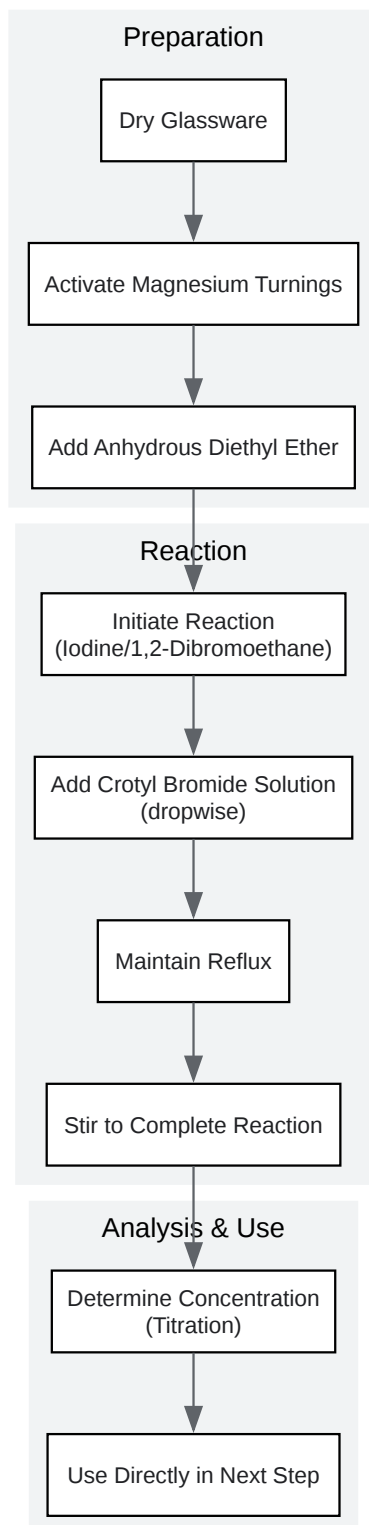 Preparation
Dry Glassware
Activate Magnesium Turnings
Add Anhydrous Diethyl Ether
Reaction
Initiate Reaction
(Iodine/1,2-Dibromoethane)
Add Crotyl Bromide Solution
(dropwise)
Maintain Reflux
Stir to Complete Reaction
Analysis & Use
Determine Concentration
(Titration)
Use Directly in Next Step